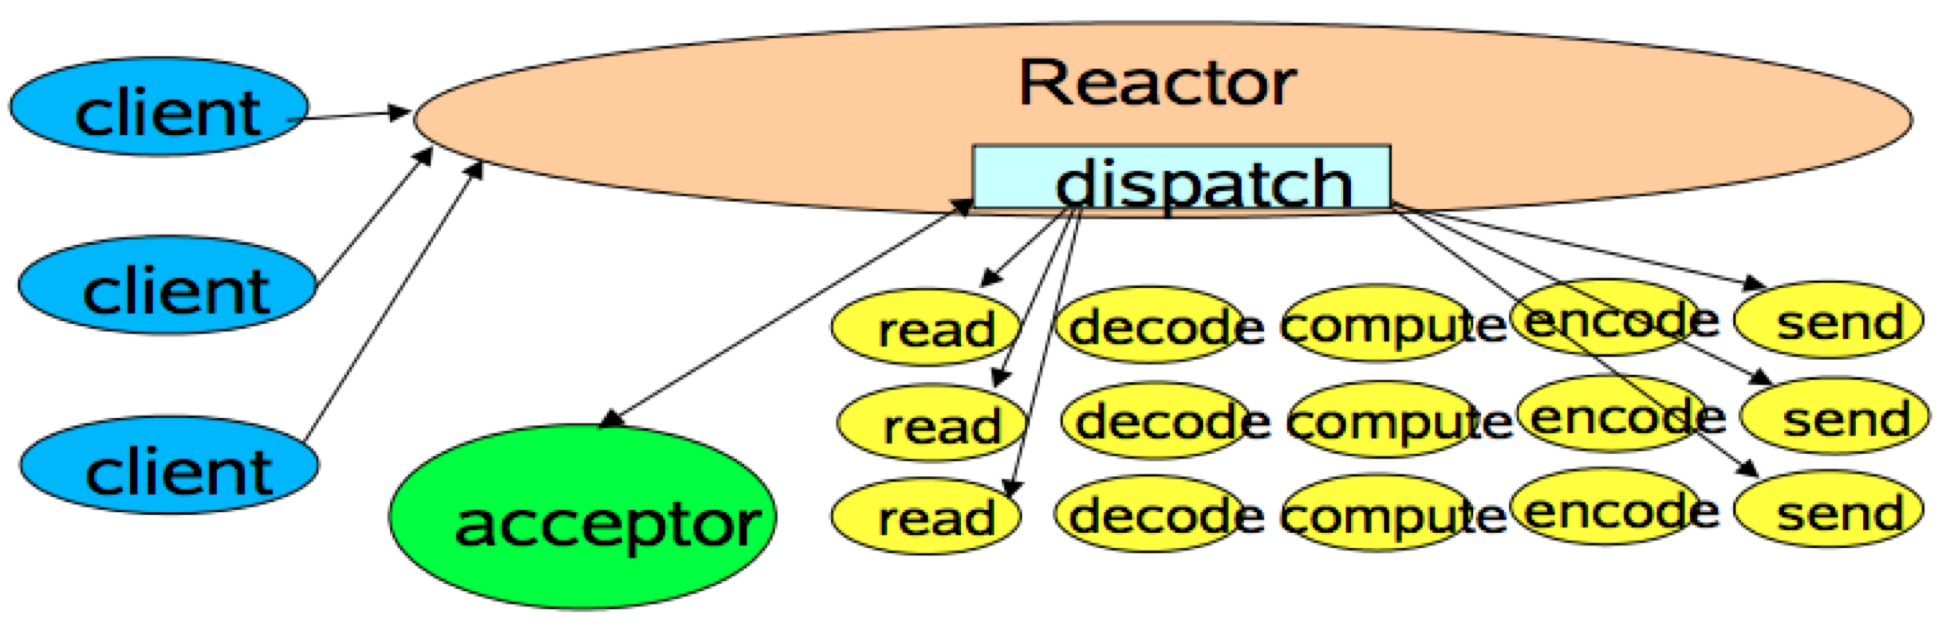 Reactor
client
dispatch
client
client
acceptor
read decode compute encode send
read decode compute encode send
read decode compute encode send